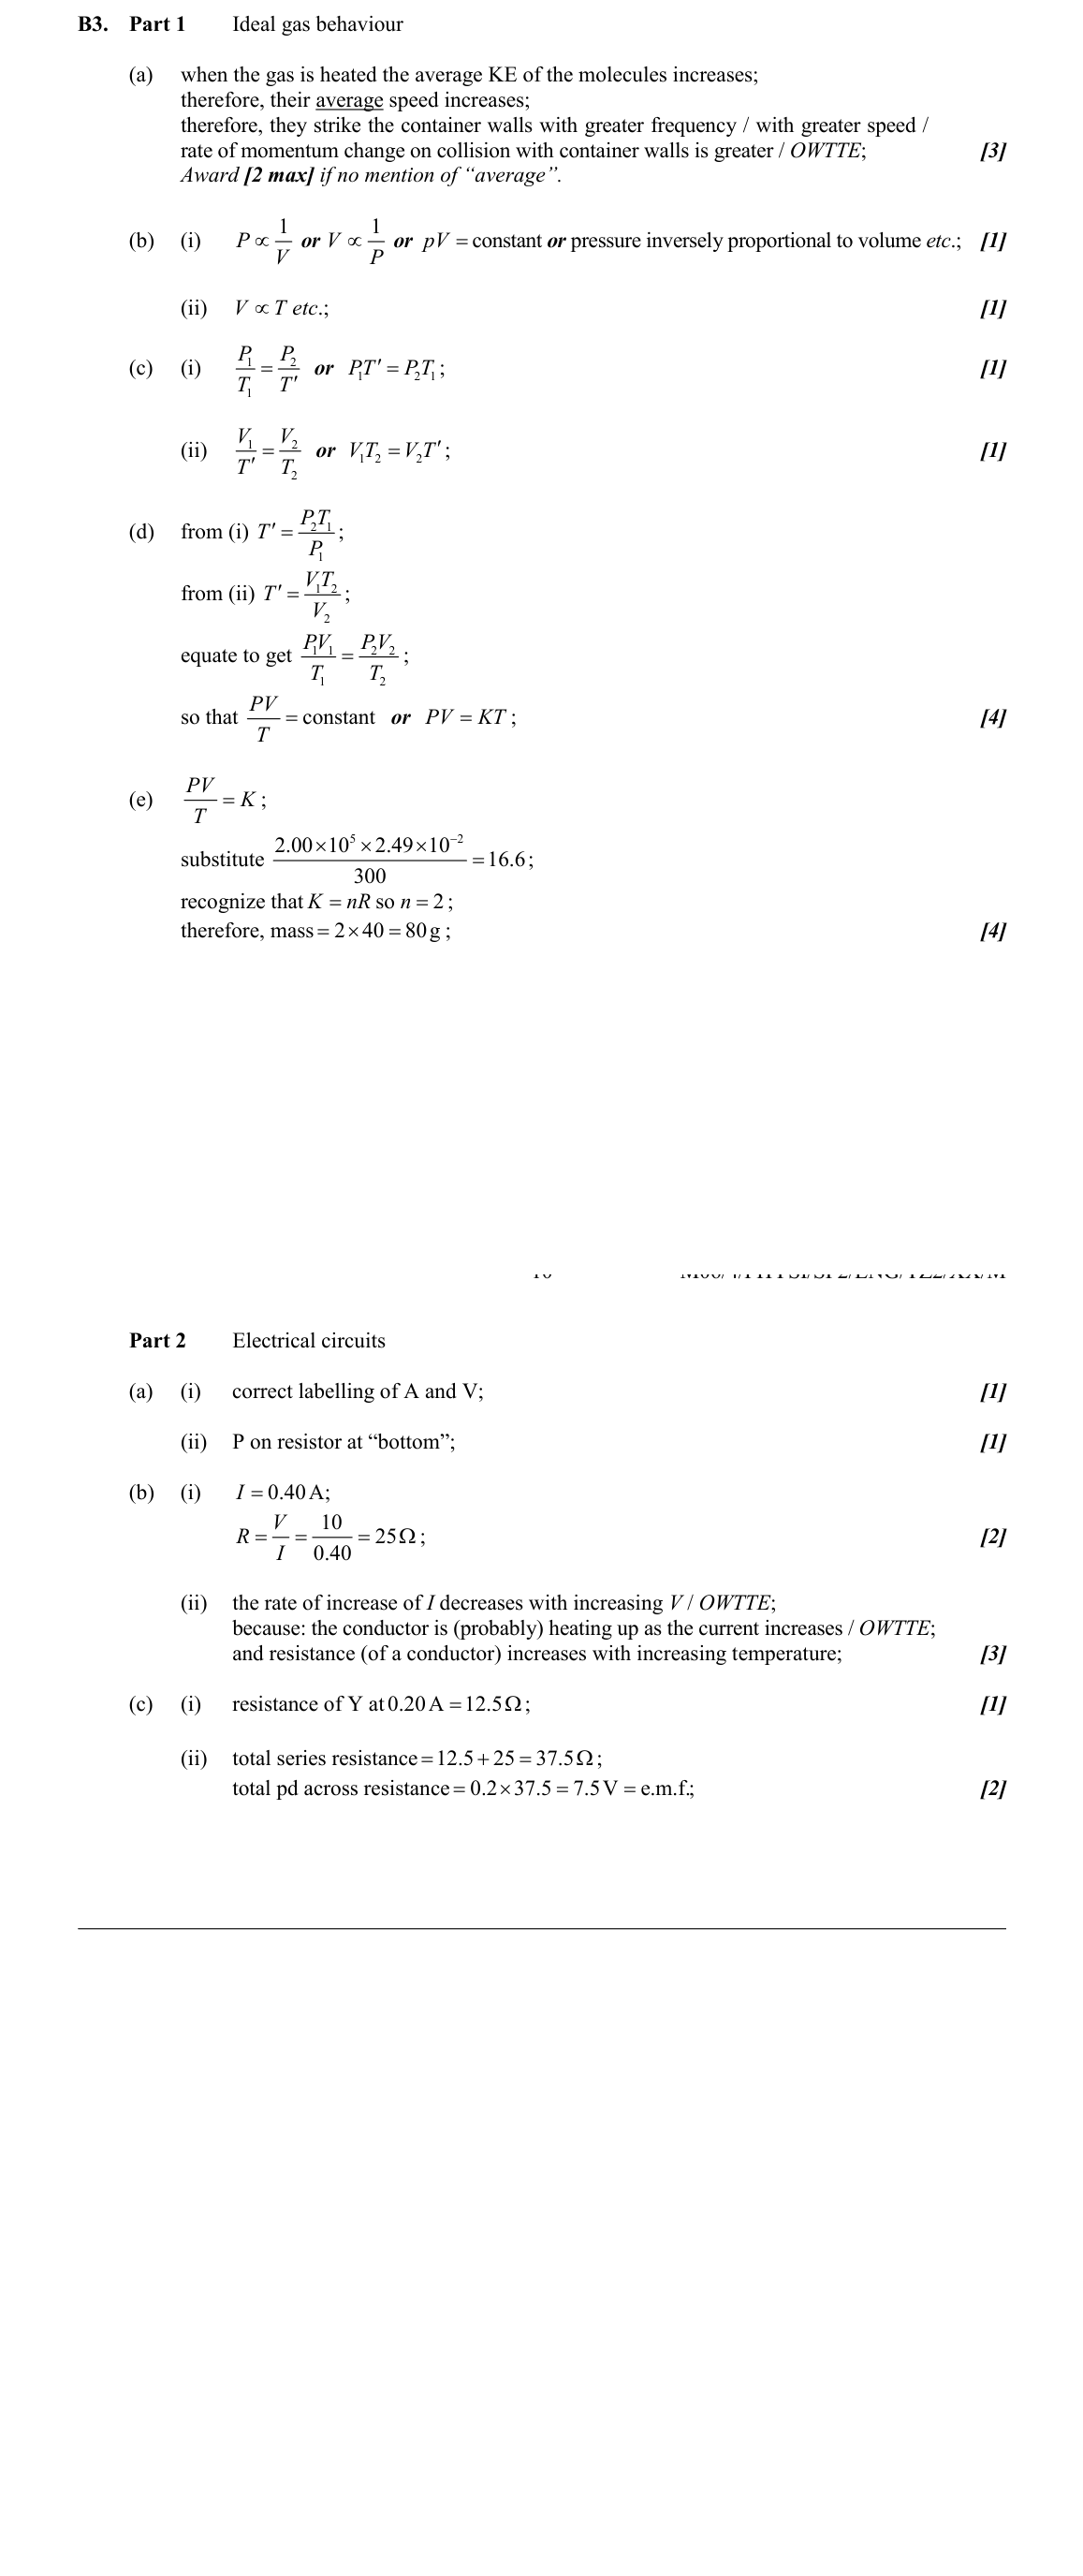 B3. Part 1 Ideal gas behaviour
(a) when the gas is heated the average KE of the molecules increases;
therefore, their average speed increases;
therefore, they strike the container walls with greater frequency / with greater speed /
rate of momentum change on collision with container walls is greater / OWTTE; [3]
Award [2 max] if no mention of “average”.
(b) (i) P ∝ 1/V or V ∝ 1/P or pV = constant or pressure inversely proportional to volume etc.; [1]
(ii) V ∝ T etc.; [1]
(c) (i) P₁/T₁ = P₂/T′ or P₁T′ = P₂T₁; [1]
(ii) V₁/T′ = V₂/T₂ or V₁T₂ = V₂T′; [1]
(d) from (i) T′ = P₂T₁/P₁;
from (ii) T′ = V₁T₂/V₂;
equate to get P₁V₁/T₁ = P₂V₂/T₂;
so that PV/T = constant or PV = KT; [4]
(e) PV/T = K;
substitute 2.00×10⁵ × 2.49×10⁻²/300 = 16.6;
recognize that K = nR so n = 2;
therefore, mass = 2×40 = 80 g; [4]
Part 2 Electrical circuits
(a) (i) correct labelling of A and V; [1]
(ii) P on resistor at “bottom”; [1]
(b) (i) I = 0.40 A;
R = V/I = 10/0.40 = 25Ω; [2]
(ii) the rate of increase of I decreases with increasing V / OWTTE;
because: the conductor is (probably) heating up as the current increases / OWTTE;
and resistance (of a conductor) increases with increasing temperature; [3]
(c) (i) resistance of Y at 0.20 A = 12.5Ω; [1]
(ii) total series resistance = 12.5 + 25 = 37.5Ω;
total pd across resistance = 0.2 × 37.5 = 7.5 V = e.m.f.; [2]